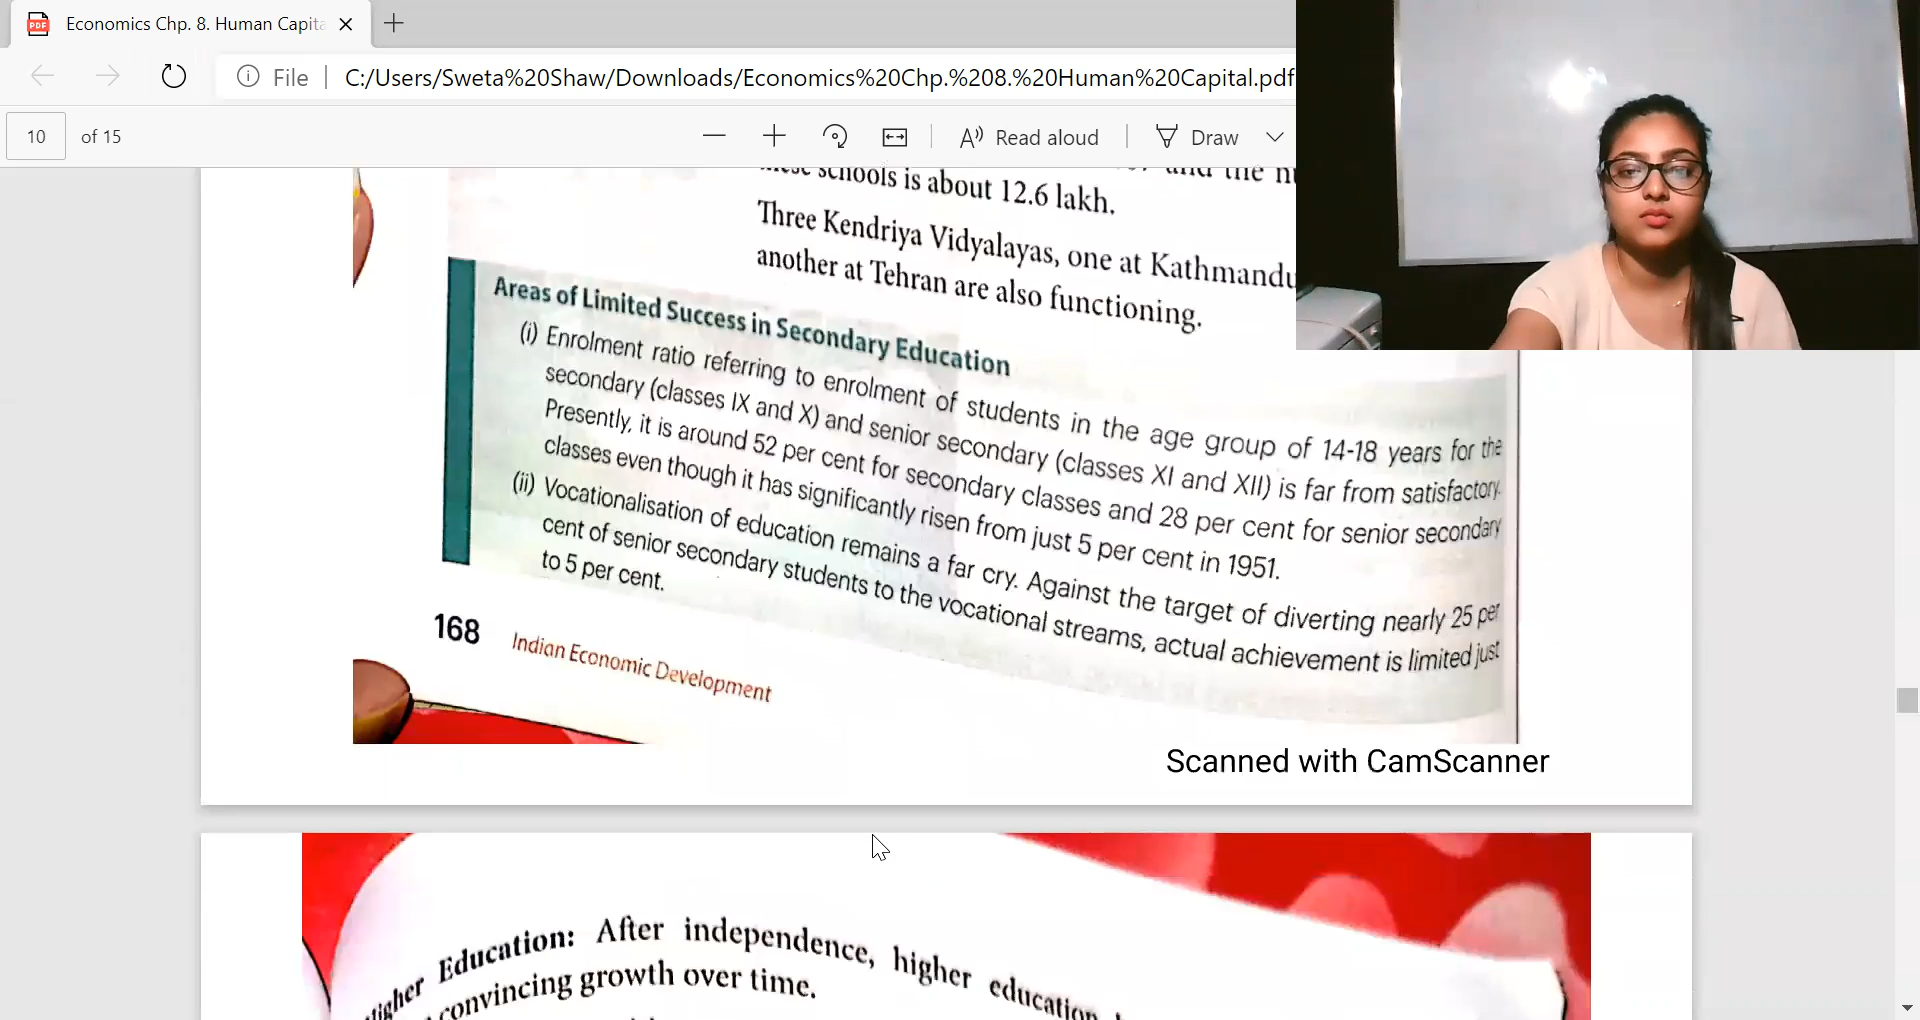 Economics Chp. 8. Human Capita
File
C:/Users/Sweta%20Shaw/Downloads/Economics%20Chp.%208.%20Human%20Capital.pdf
10 of 15
Read aloud
Draw
schools is about 12.6 lakh.
Three Kendriya Vidyalayas, one at Kathmandu
another at Tehran are also functioning.
Areas of Limited Success in Secondary Education
(i) Enrolment ratio referring to enrolment of students in the age group of 14-18 years for the
secondary (classes IX and X) and senior secondary (classes XI and XII) is far from satisfactory.
Presently, it is around 52 per cent for secondary classes and 28 per cent for senior secondary
classes even though it has significantly risen from just 5 per cent in 1951.
(ii) Vocationalisation of education remains a far cry. Against the target of diverting nearly 25 per
cent of senior secondary students to the vocational streams, actual achievement is limited just
to 5 per cent.
168 Indian Economic Development
Scanned with CamScanner
Higher Education: After independence, higher education
convincing growth over time.